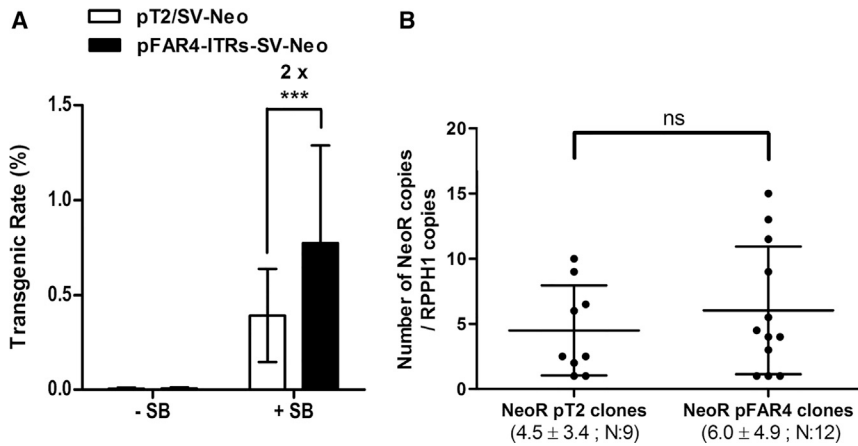 A
pT2/SV-Neo
pFAR4-ITRs-SV-Neo
2 x
***
Transgenic Rate (%)
1.5
1.0
0.5
0.0
- SB
+ SB
B
ns
Number of NeoR copies
/ RPPH1 copies
20
15
10
5
0
NeoR pT2 clones
(4.5 ± 3.4 ; N:9)
NeoR pFAR4 clones
(6.0 ± 4.9 ; N:12)